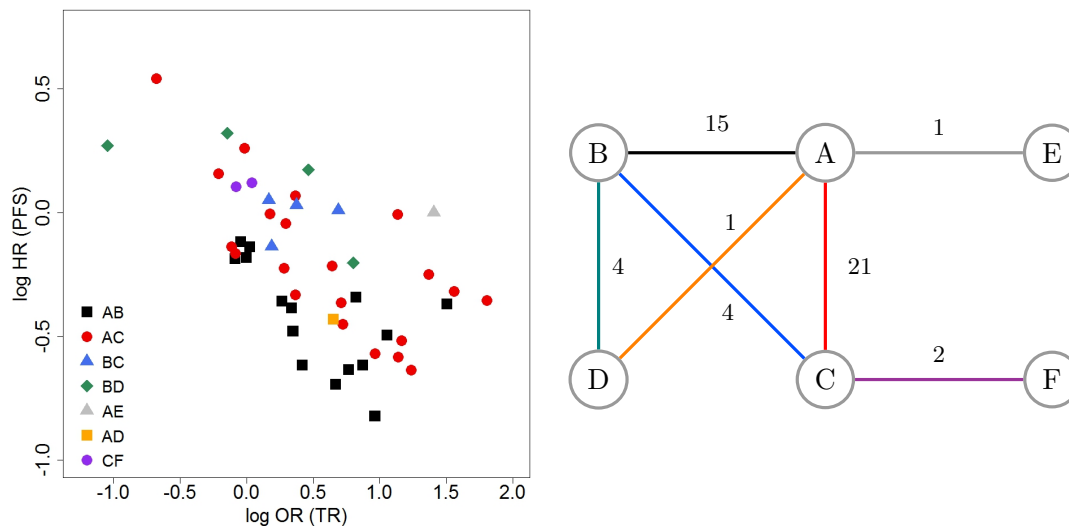 log HR (PFS)
0.5
0.0
-0.5
-1.0
AB
AC
BC
BD
AE
AD
CF
-1.0 -0.5 0.0 0.5 1.0 1.5 2.0
log OR (TR)
15
1
B
A
E
1
4
21
4
2
D
C
F